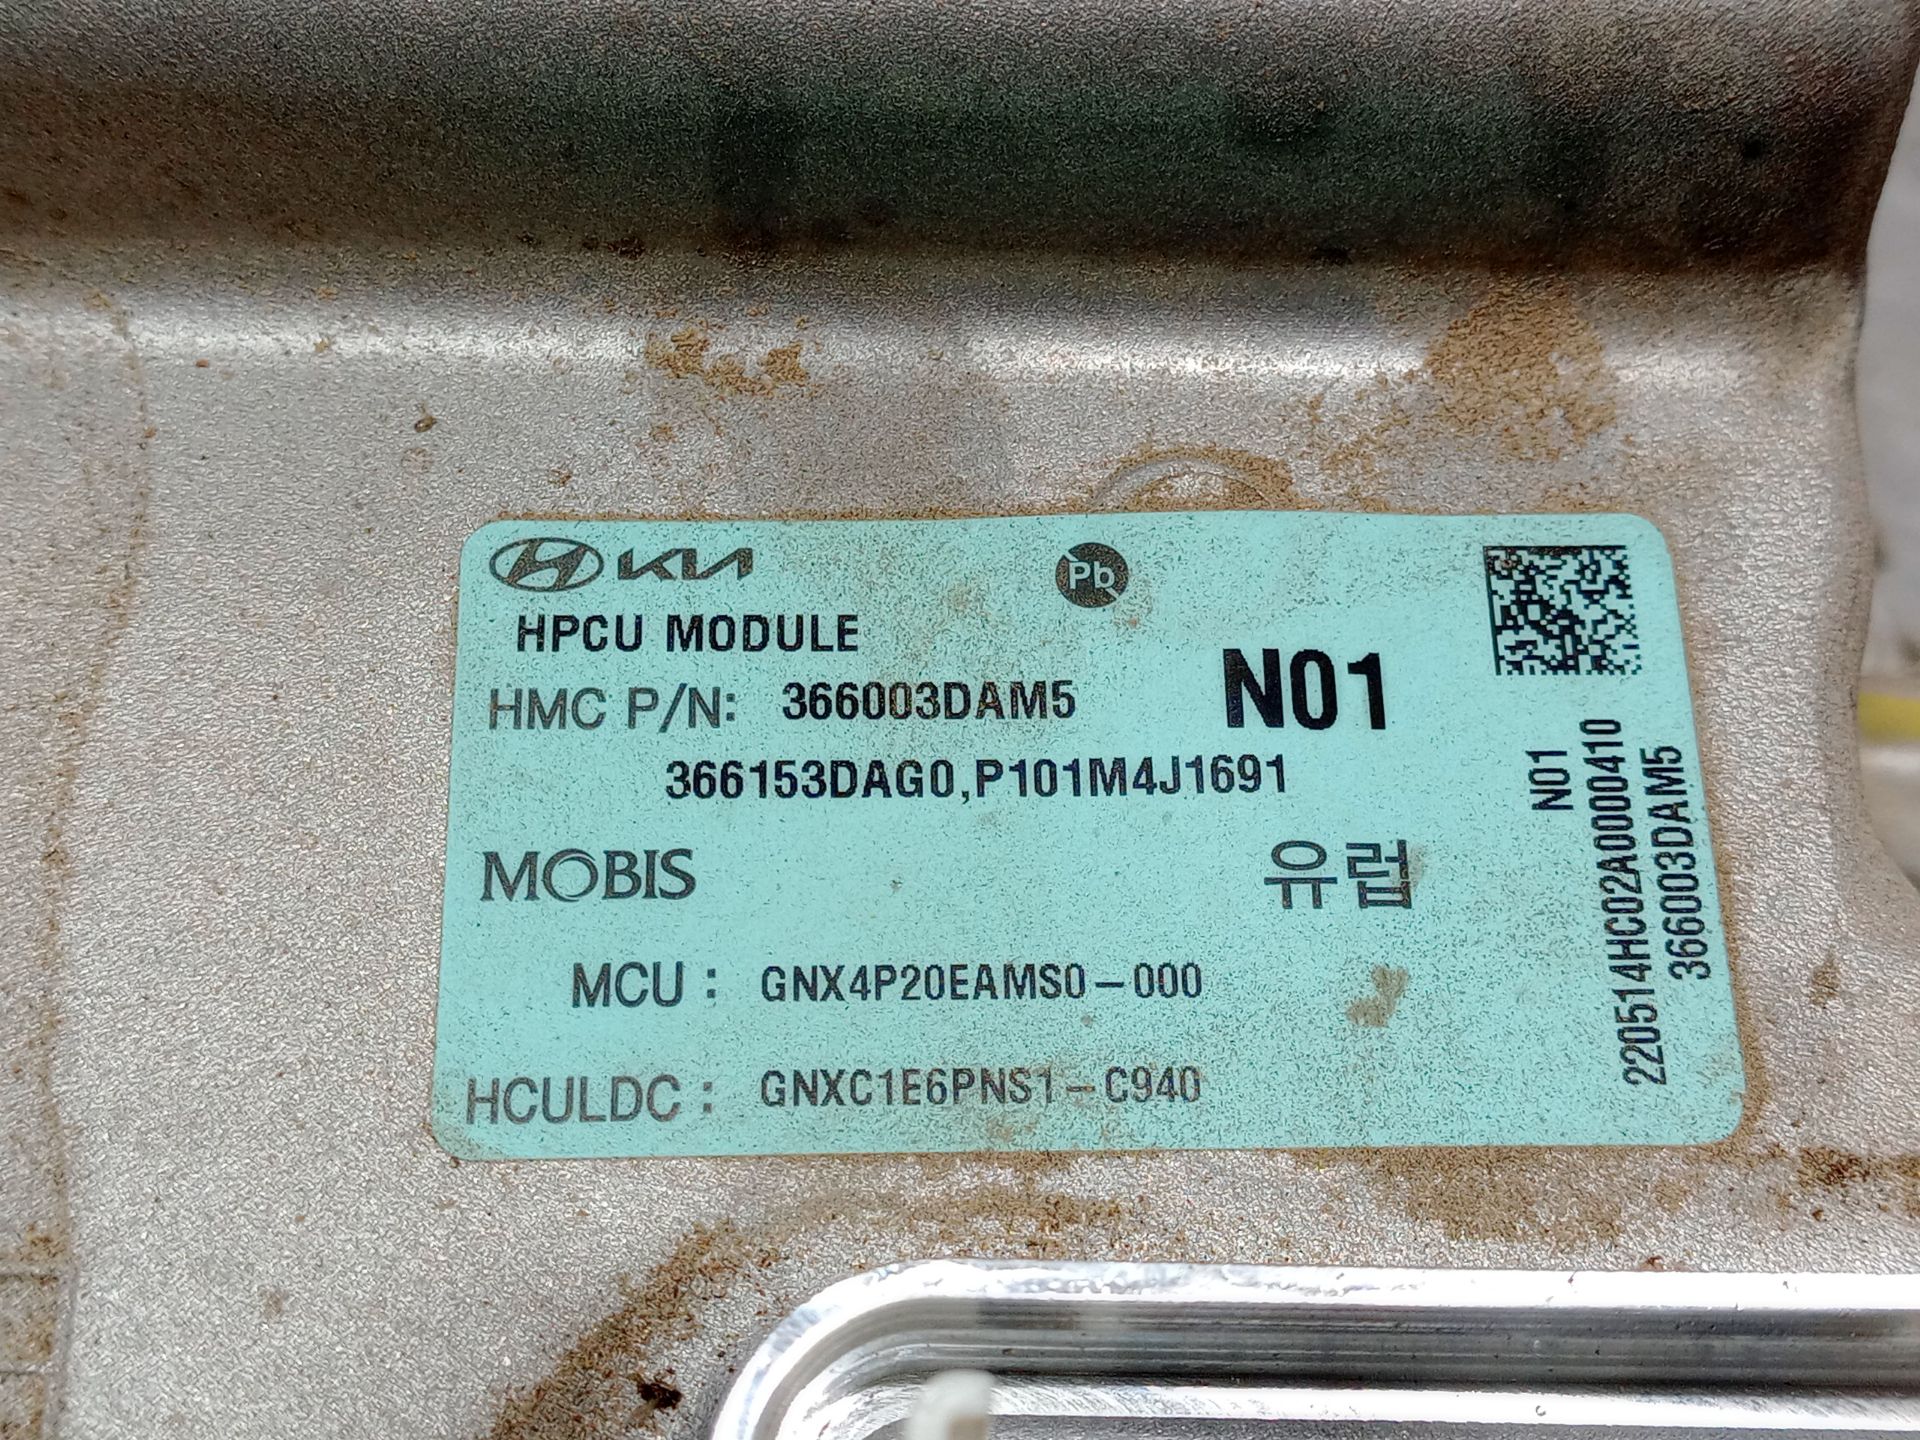 KIA
Pb
HPCU MODULE
HMC P/N: 366003DAM5
N01
366153DAG0,P101M4J1691
MOBIS
유럽
MCU : GNX4P20EAMS0-000
HCULDC : GNXC1E6PNS1-C940
N01
220514HC02A0000410
366003DAM5